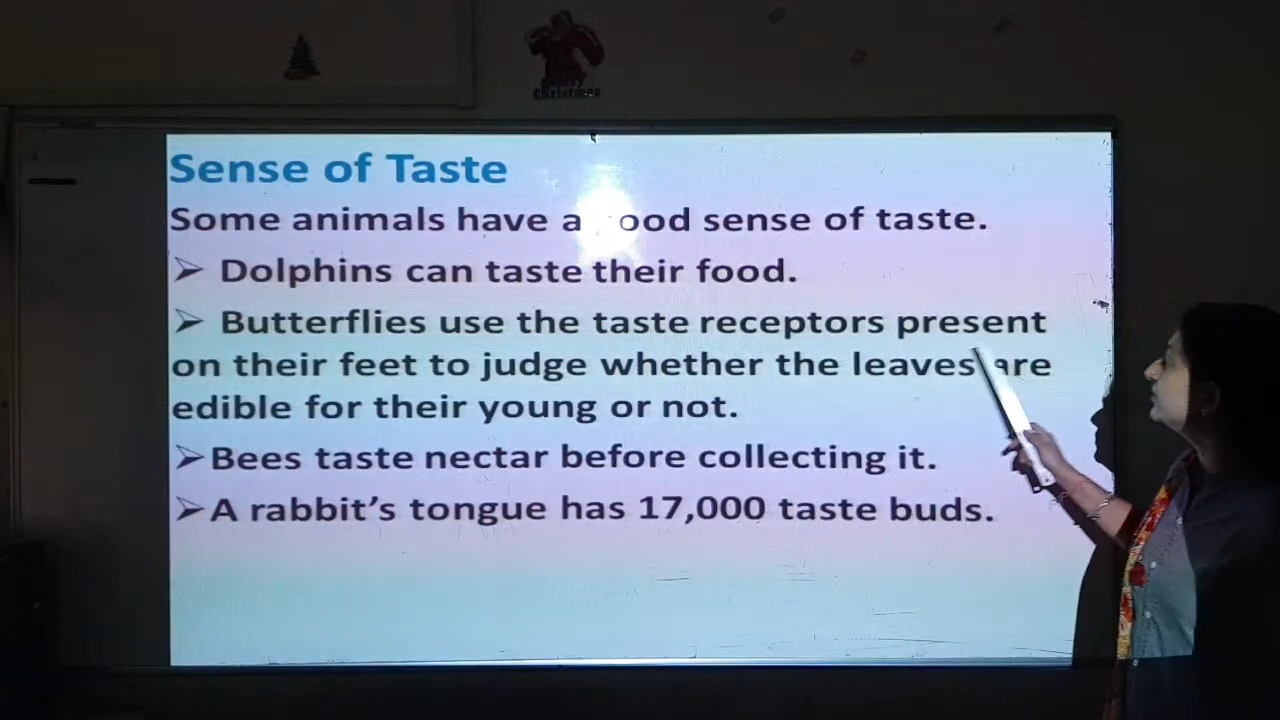 Christmas
Sense of Taste
Some animals have a ood sense of taste.
➢ Dolphins can taste their food.
➢ Butterflies use the taste receptors present
on their feet to judge whether the leaves are
edible for their young or not.
➢Bees taste nectar before collecting it.
➢A rabbit's tongue has 17,000 taste buds.